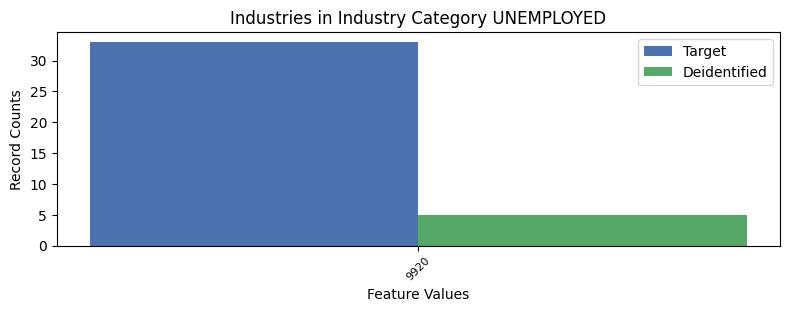 Industries in Industry Category UNEMPLOYED
Target
Deidentified
Record Counts
30
25
20
15
10
5
0
9920
Feature Values